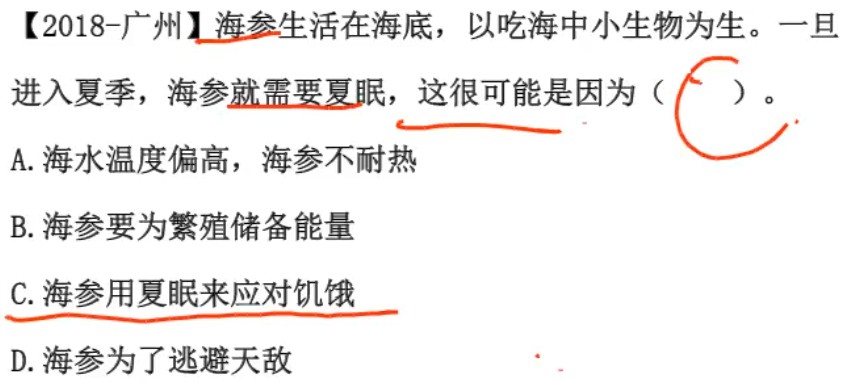 【2018-广州】海参生活在海底，以吃海中小生物为生。一旦
进入夏季，海参就需要夏眠，这很可能是因为（　　）。
A.海水温度偏高，海参不耐热
B.海参要为繁殖储备能量
C.海参用夏眠来应对饥饿
D.海参为了逃避天敌